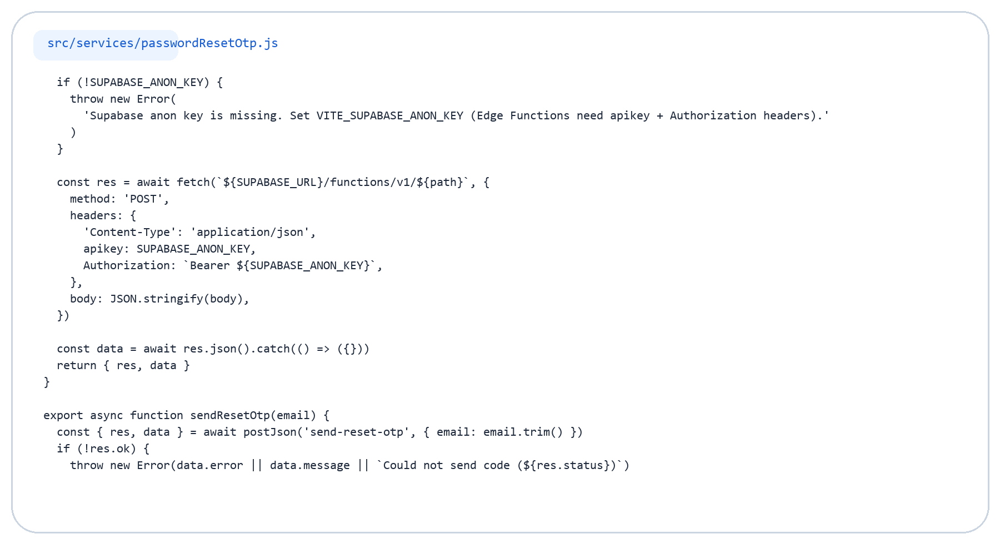 src/services/passwordResetOtp.js
  if (!SUPABASE_ANON_KEY) {
    throw new Error(
      'Supabase anon key is missing. Set VITE_SUPABASE_ANON_KEY (Edge Functions need apikey + Authorization headers).'
    )
  }

  const res = await fetch(`${SUPABASE_URL}/functions/v1/${path}`, {
    method: 'POST',
    headers: {
      'Content-Type': 'application/json',
      apikey: SUPABASE_ANON_KEY,
      Authorization: `Bearer ${SUPABASE_ANON_KEY}`,
    },
    body: JSON.stringify(body),
  })

  const data = await res.json().catch(() => ({}))
  return { res, data }
}

export async function sendResetOtp(email) {
  const { res, data } = await postJson('send-reset-otp', { email: email.trim() })
  if (!res.ok) {
    throw new Error(data.error || data.message || `Could not send code (${res.status})`)